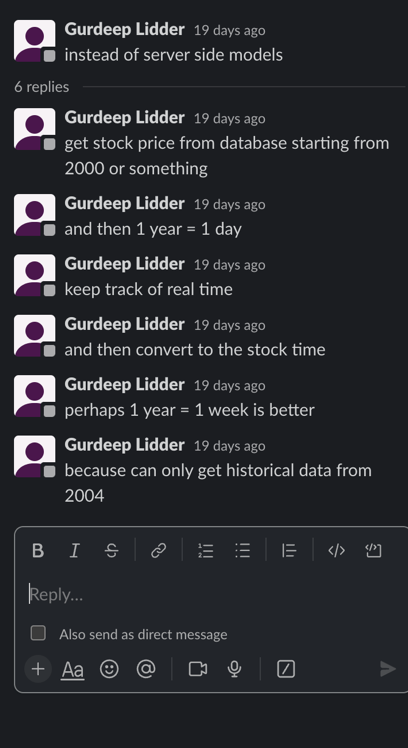 Gurdeep Lidder 19 days ago
instead of server side models
6 replies
Gurdeep Lidder 19 days ago
get stock price from database starting from
2000 or something
Gurdeep Lidder 19 days ago
and then 1 year = 1 day
Gurdeep Lidder 19 days ago
keep track of real time
Gurdeep Lidder 19 days ago
and then convert to the stock time
Gurdeep Lidder 19 days ago
perhaps 1 year = 1 week is better
Gurdeep Lidder 19 days ago
because can only get historical data from
2004
B I S
Reply...
Also send as direct message
+ Aa @